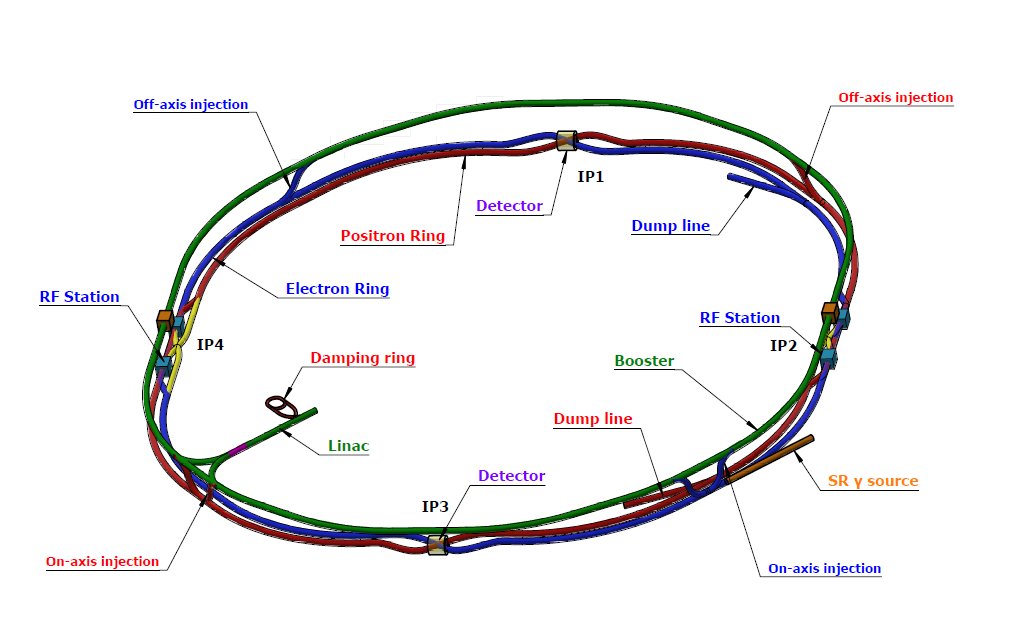 Off-axis injection
Off-axis injection
IP1
Detector
Dump line
Positron Ring
Electron Ring
RF Station
RF Station
IP4
IP2
Damping ring
Booster
Dump line
Linac
Detector
SR γ source
IP3
On-axis injection
On-axis injection